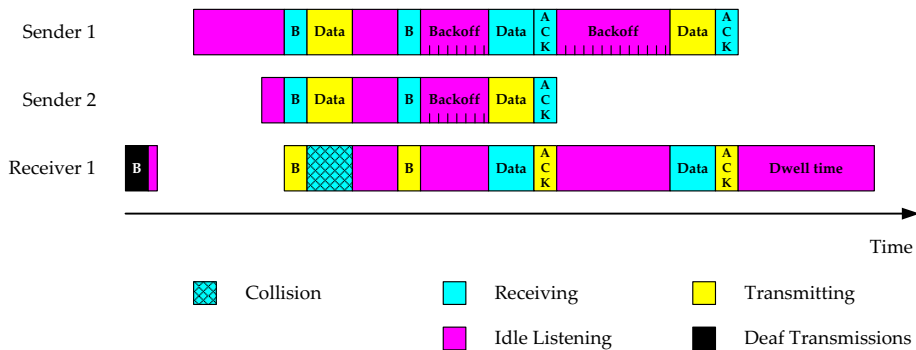 Sender 1
B
Data
B
Backoff
Data
A
C
K
Backoff
Data
A
C
K
Sender 2
B
Data
B
Backoff
Data
A
C
K
Receiver 1
B
B
B
Data
A
C
K
Data
A
C
K
Dwell time
Time
Collision
Receiving
Transmitting
Idle Listening
Deaf Transmissions